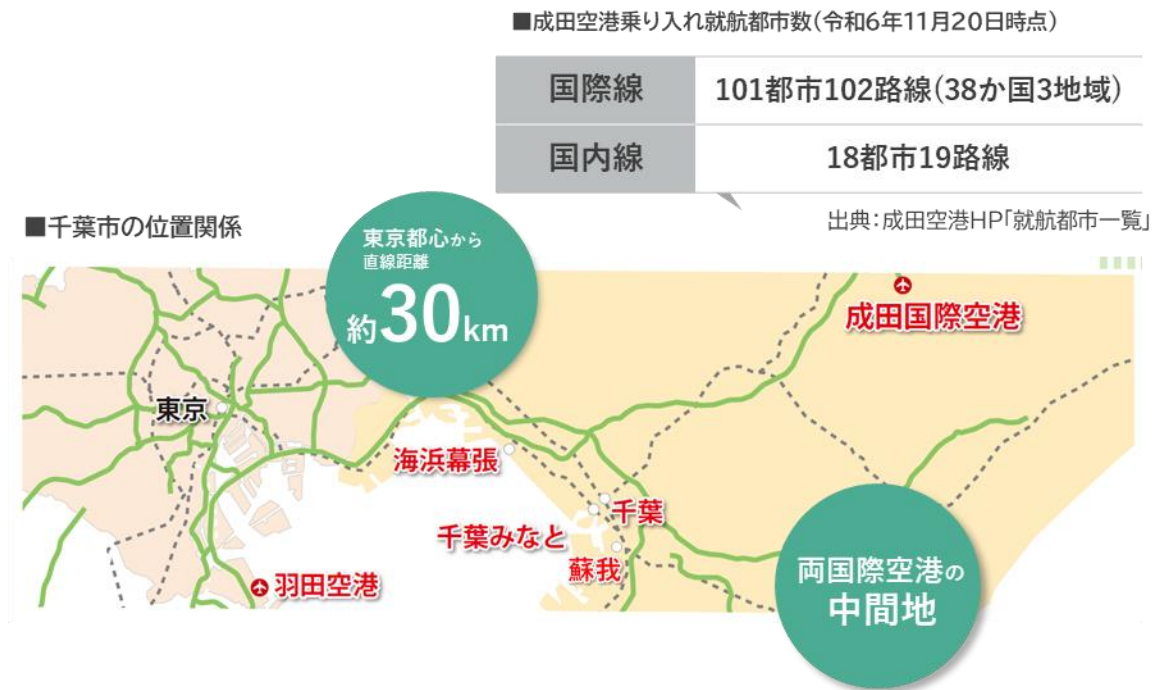 ■成田空港乗り入れ就航都市数(令和6年11月20日時点)
国際線 101都市102路線(38か国3地域)
国内線 18都市19路線
出典:成田空港HP「就航都市一覧」
■千葉市の位置関係
東京都心から
直線距離
約30km
成田国際空港
東京
海浜幕張
千葉
千葉みなと
蘇我
羽田空港
両国際空港の
中間地